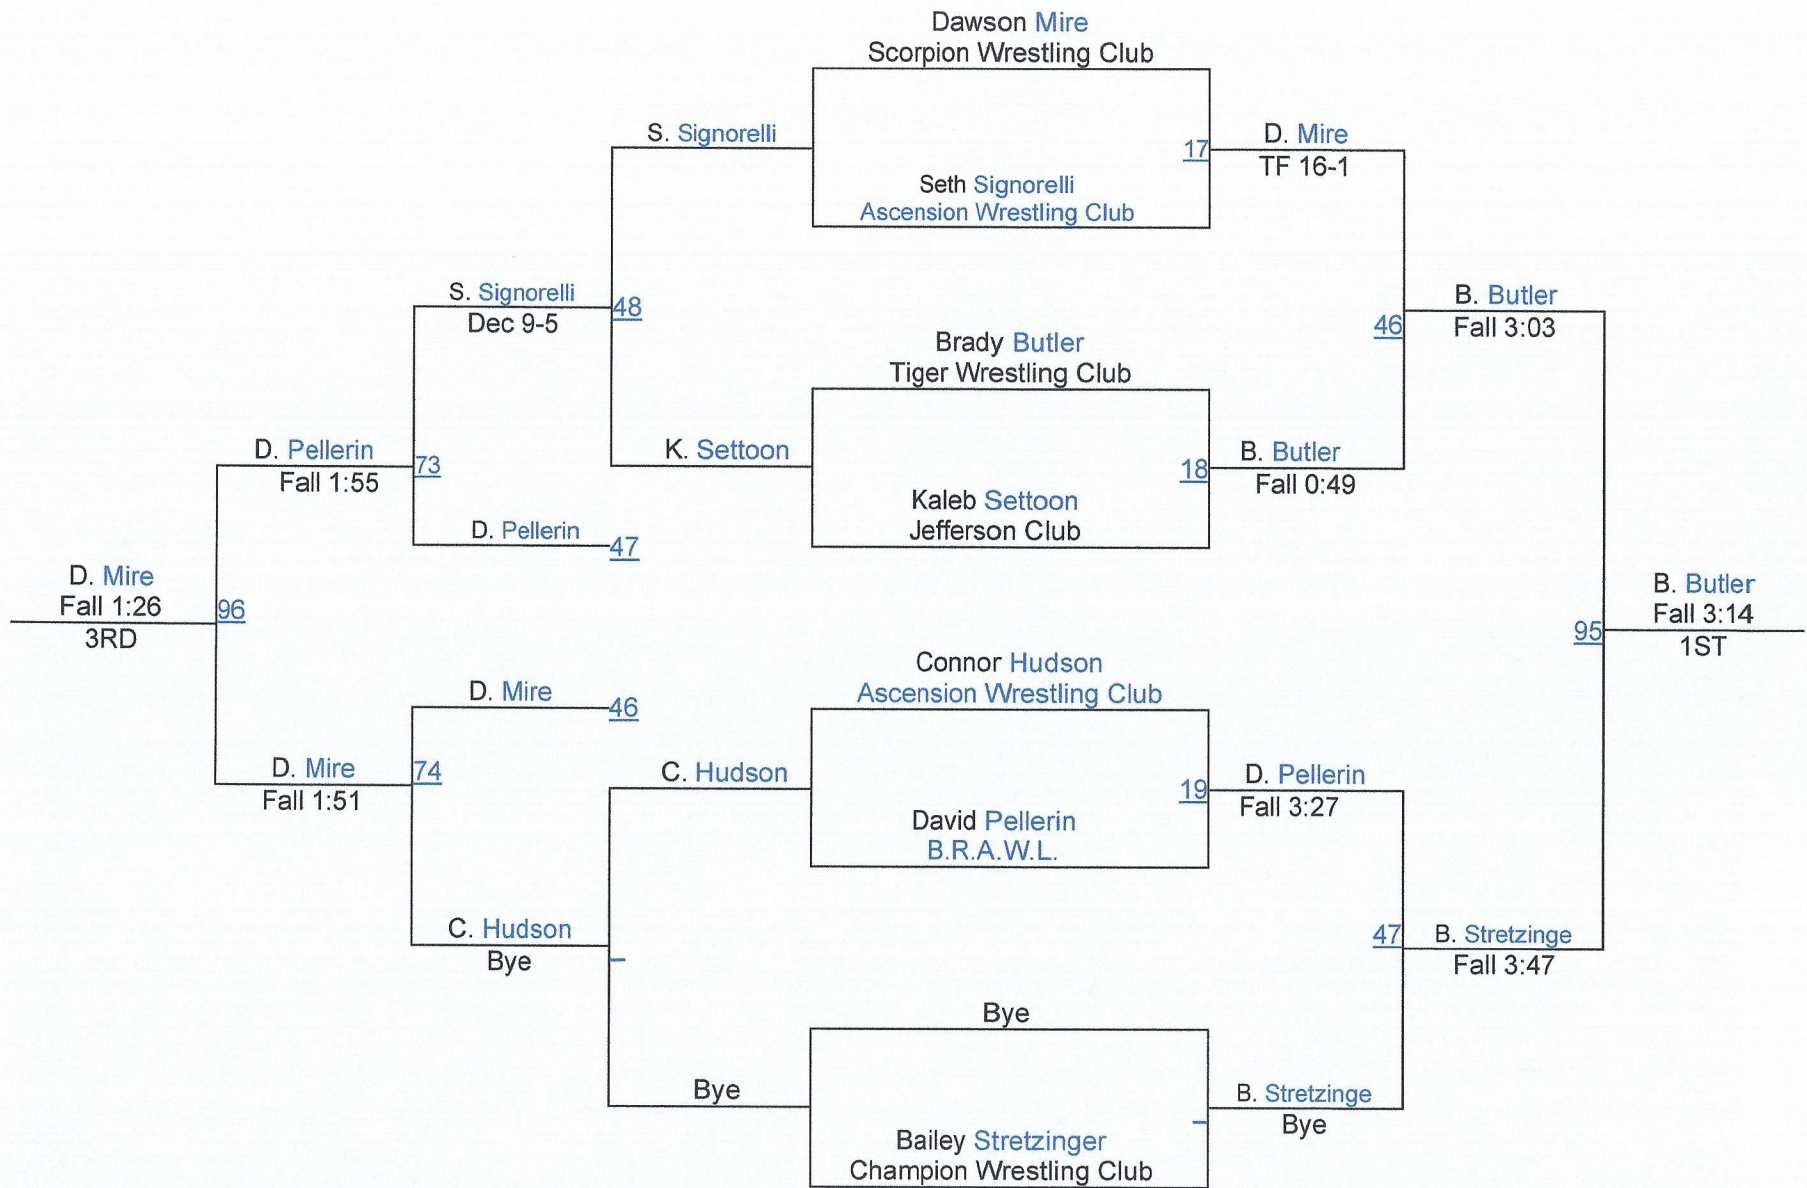 Dawson Mire
Scorpion Wrestling Club
S. Signorelli
17
D. Mire
TF 16-1
Seth Signorelli
Ascension Wrestling Club
S. Signorelli
Dec 9-5
48
B. Butler
Fall 3:03
46
Brady Butler
Tiger Wrestling Club
D. Pellerin
Fall 1:55
73
K. Settoon
18
B. Butler
Fall 0:49
Kaleb Settoon
Jefferson Club
D. Pellerin
47
D. Mire
Fall 1:26
3RD
96
B. Butler
Fall 3:14
1ST
95
Connor Hudson
Ascension Wrestling Club
D. Mire
46
D. Mire
Fall 1:51
74
C. Hudson
19
D. Pellerin
Fall 3:27
David Pellerin
B.R.A.W.L.
C. Hudson
Bye
47
B. Stretzinge
Fall 3:47
Bye
Bye
B. Stretzinge
Bye
Bailey Stretzinger
Champion Wrestling Club